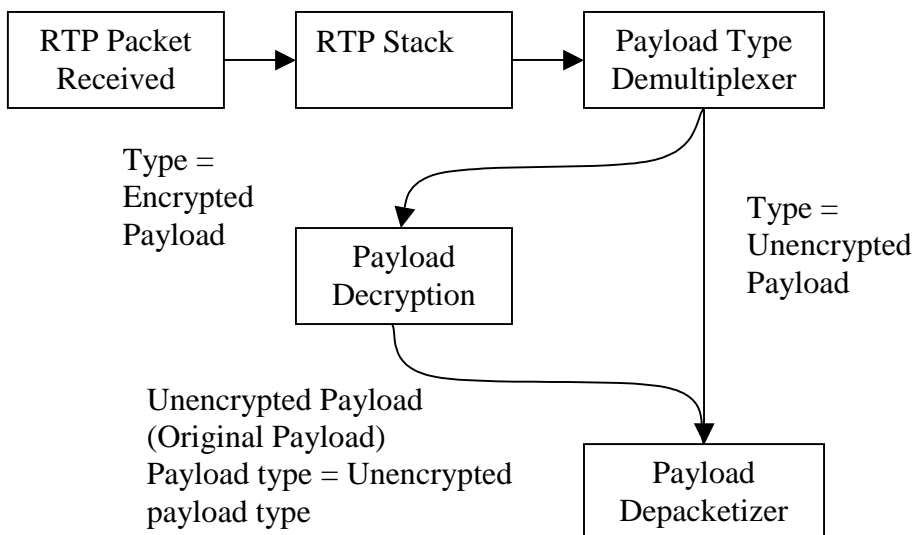 RTP Packet
Received
RTP Stack
Payload Type
Demultiplexer
Type =
Encrypted
Payload
Type =
Unencrypted
Payload
Payload
Decryption
Unencrypted Payload
(Original Payload)
Payload type = Unencrypted
payload type
Payload
Depacketizer